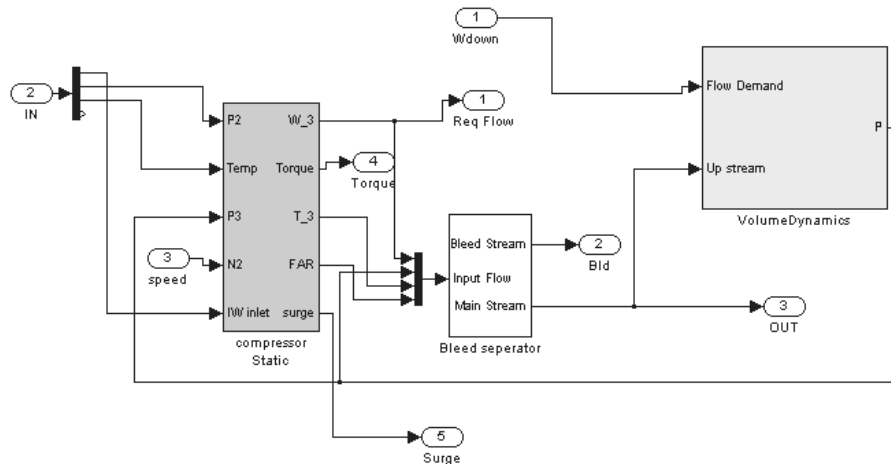 1
Wdown
2
IN
1
Req Flow
4
Torque
3
speed
P2
Temp
P3
N2
IW inlet
W_3
Torque
T_3
FAR
surge
compressor
Static
Bleed Stream
Input Flow
Main Stream
Bleed seperator
2
Bld
Flow Demand
Up stream
P
VolumeDynamics
3
OUT
5
Surge